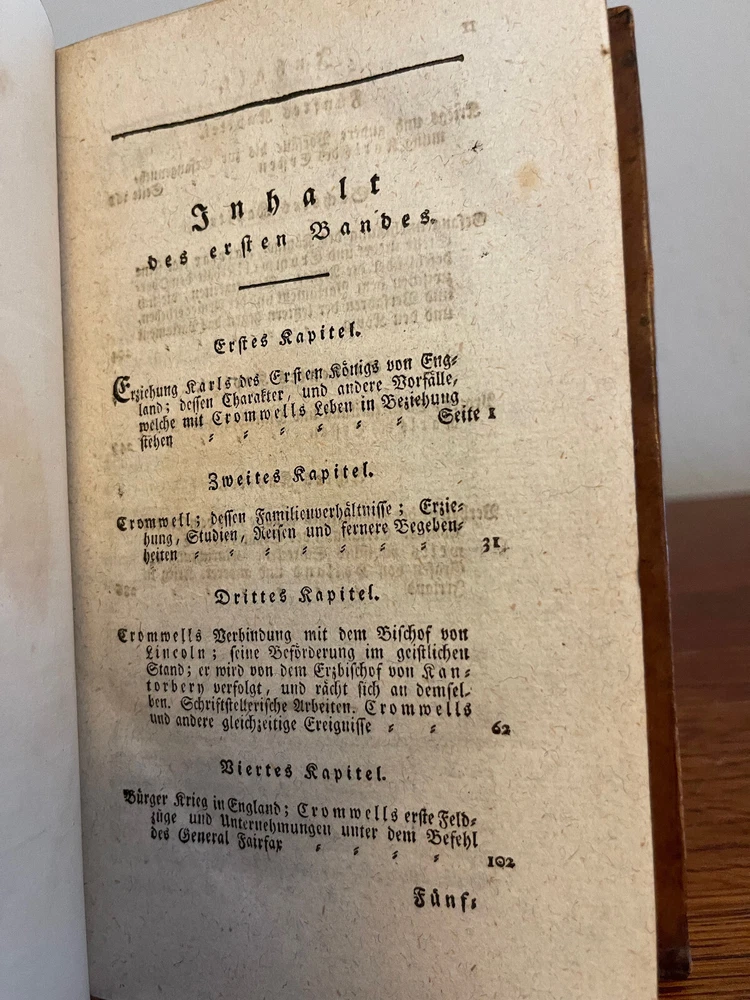 Inhalt
des ersten Bandes.
Erstes Kapitel.
Erziehung Karls des Ersten Königs von Eng⸗
land; dessen Charakter, und andere Vorfälle,
welche mit Cromwells Leben in Beziehung
stehen ⸗ ⸗ ⸗ ⸗ ⸗ ⸗ Seite 1
Zweites Kapitel.
Cromwell; dessen Familienverhältnisse; Erzie⸗
hung, Studien, Reisen und fernere Begeben⸗
heiten ⸗ ⸗ ⸗ ⸗ ⸗ ⸗ ⸗ 31
Drittes Kapitel.
Cromwells Verbindung mit dem Bischof von
Lincoln; seine Beförderung im geistlichen
Stand; er wird von dem Erzbischof von Kan⸗
torbery verfolgt, und rächt sich an demsel⸗
ben. Schriftstellerische Arbeiten. Cromwells
und andere gleichzeitige Ereignisse ⸗ ⸗ 62
Viertes Kapitel.
Bürger Krieg in England; Cromwells erste Feld⸗
züge und Unternehmungen unter dem Befehl
des General Fairfax ⸗ ⸗ ⸗ ⸗ 102
Fünf⸗